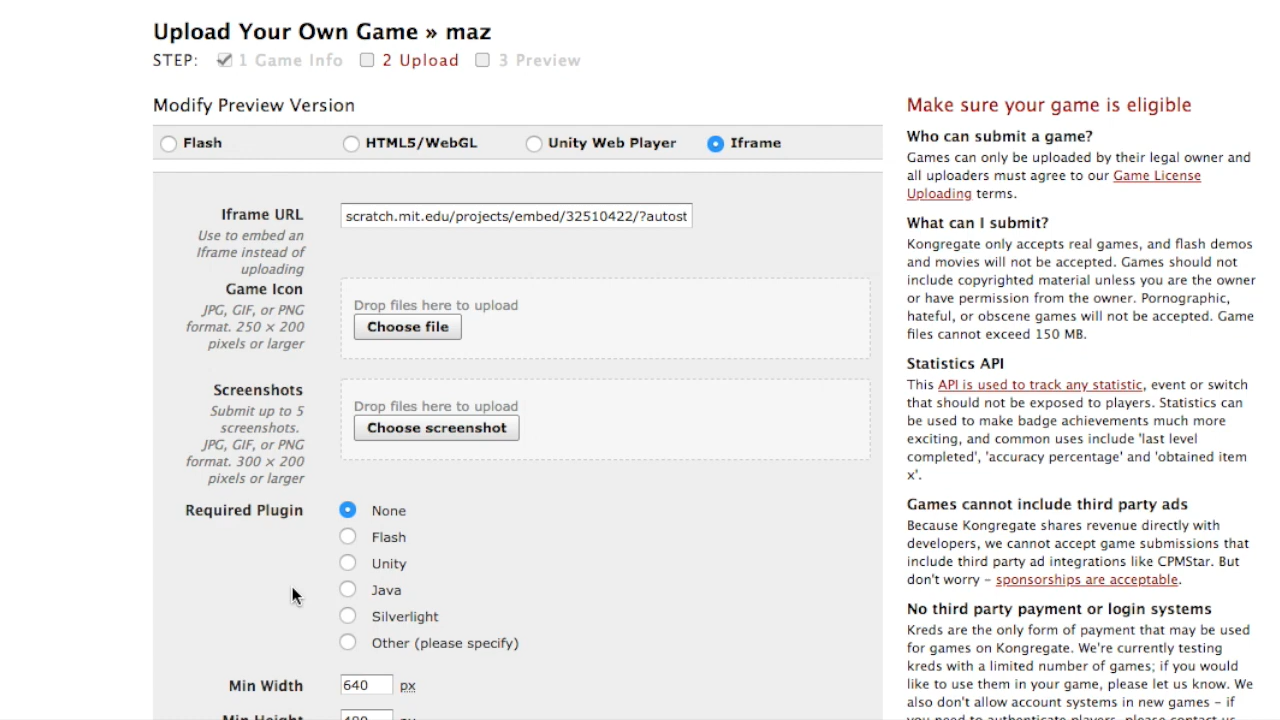 Upload Your Own Game » maz
STEP: 1 Game Info 2 Upload 3 Preview
Modify Preview Version
Flash HTML5/WebGL Unity Web Player Iframe
Iframe URL scratch.mit.edu/projects/embed/32510422/?autost
Use to embed an
Iframe instead of
uploading
Game Icon
JPG, GIF, or PNG
format. 250 × 200
pixels or larger
Drop files here to upload
Choose file
Screenshots
Submit up to 5
screenshots.
JPG, GIF, or PNG
format. 300 × 200
pixels or larger
Drop files here to upload
Choose screenshot
Required Plugin
None
Flash
Unity
Java
Silverlight
Other (please specify)
Min Width 640 px
Min Height 480 px
Make sure your game is eligible
Who can submit a game?
Games can only be uploaded by their legal owner and
all uploaders must agree to our Game License
Uploading terms.
What can I submit?
Kongregate only accepts real games, and flash demos
and movies will not be accepted. Games should not
include copyrighted material unless you are the owner
or have permission from the owner. Pornographic,
hateful, or obscene games will not be accepted. Game
files cannot exceed 150 MB.
Statistics API
This API is used to track any statistic, event or switch
that should not be exposed to players. Statistics can
be used to make badge achievements much more
exciting, and common uses include 'last level
completed', 'accuracy percentage' and 'obtained item
x'.
Games cannot include third party ads
Because Kongregate shares revenue directly with
developers, we cannot accept game submissions that
include third party ad integrations like CPMStar. But
don't worry – sponsorships are acceptable.
No third party payment or login systems
Kreds are the only form of payment that may be used
for games on Kongregate. We're currently testing
kreds with a limited number of games; if you would
like to use them in your game, please let us know. We
also don't allow account systems in new games – if
you need to authenticate players, please contact us